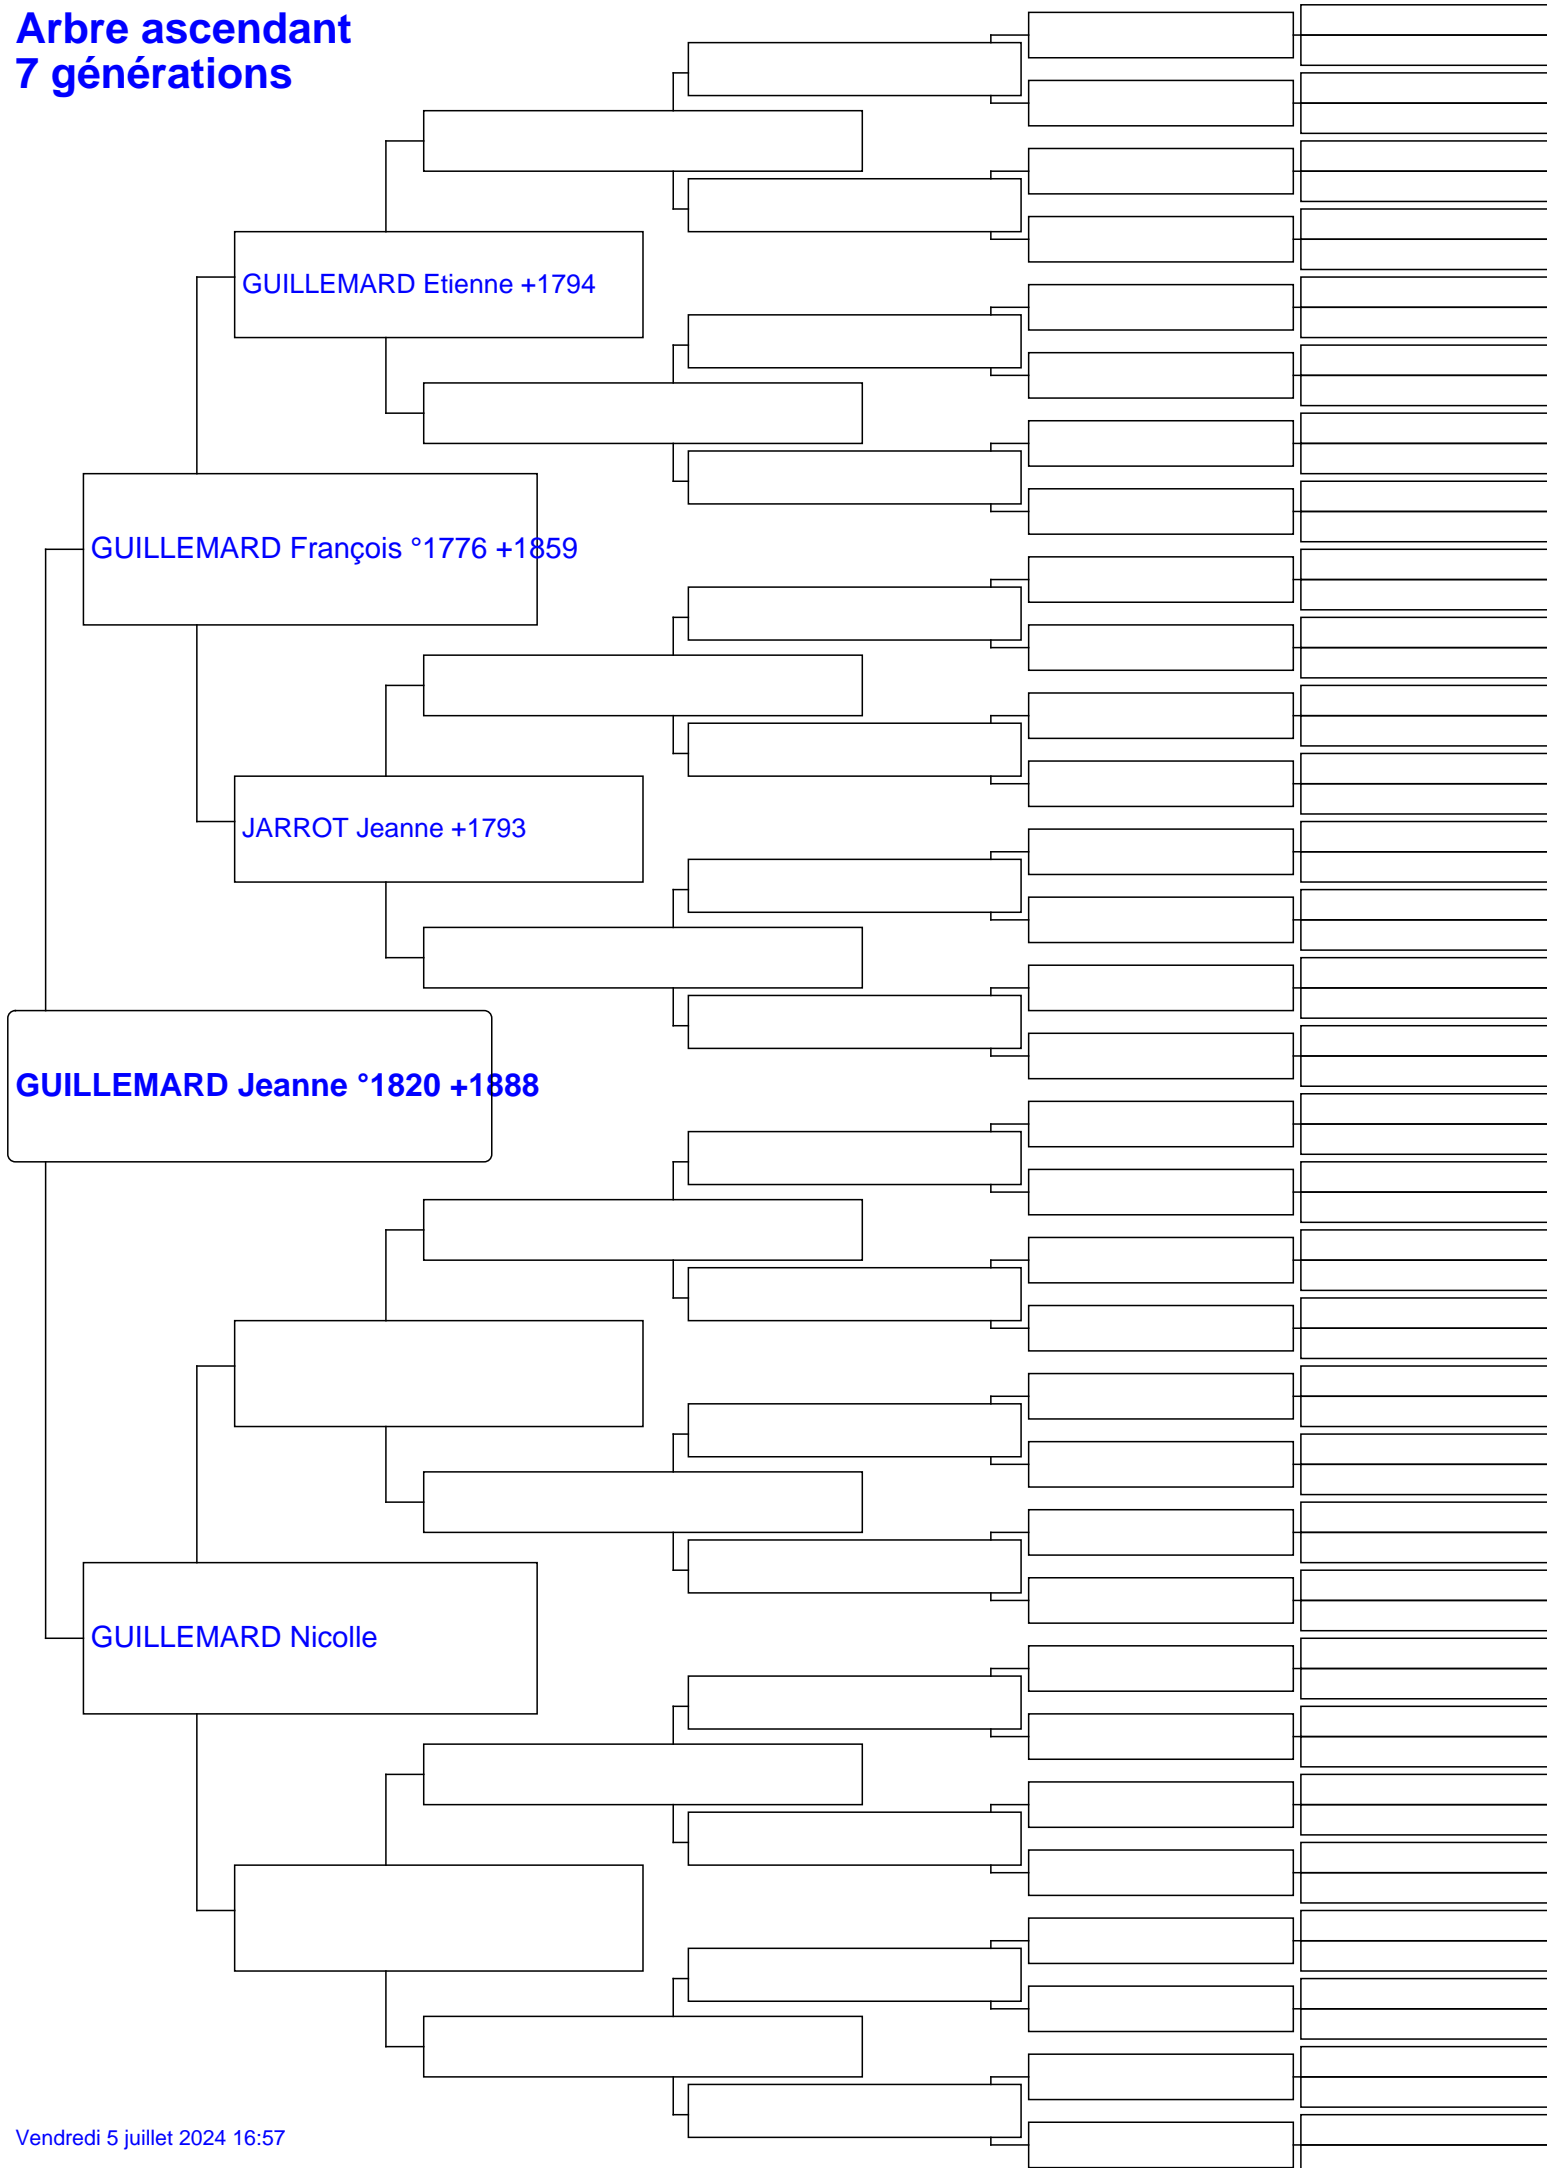 Arbre ascendant
7 générations
GUILLEMARD Etienne +1794
GUILLEMARD François °1776 +1859
JARROT Jeanne +1793
GUILLEMARD Jeanne °1820 +1888
GUILLEMARD Nicolle
Vendredi 5 juillet 2024 16:57